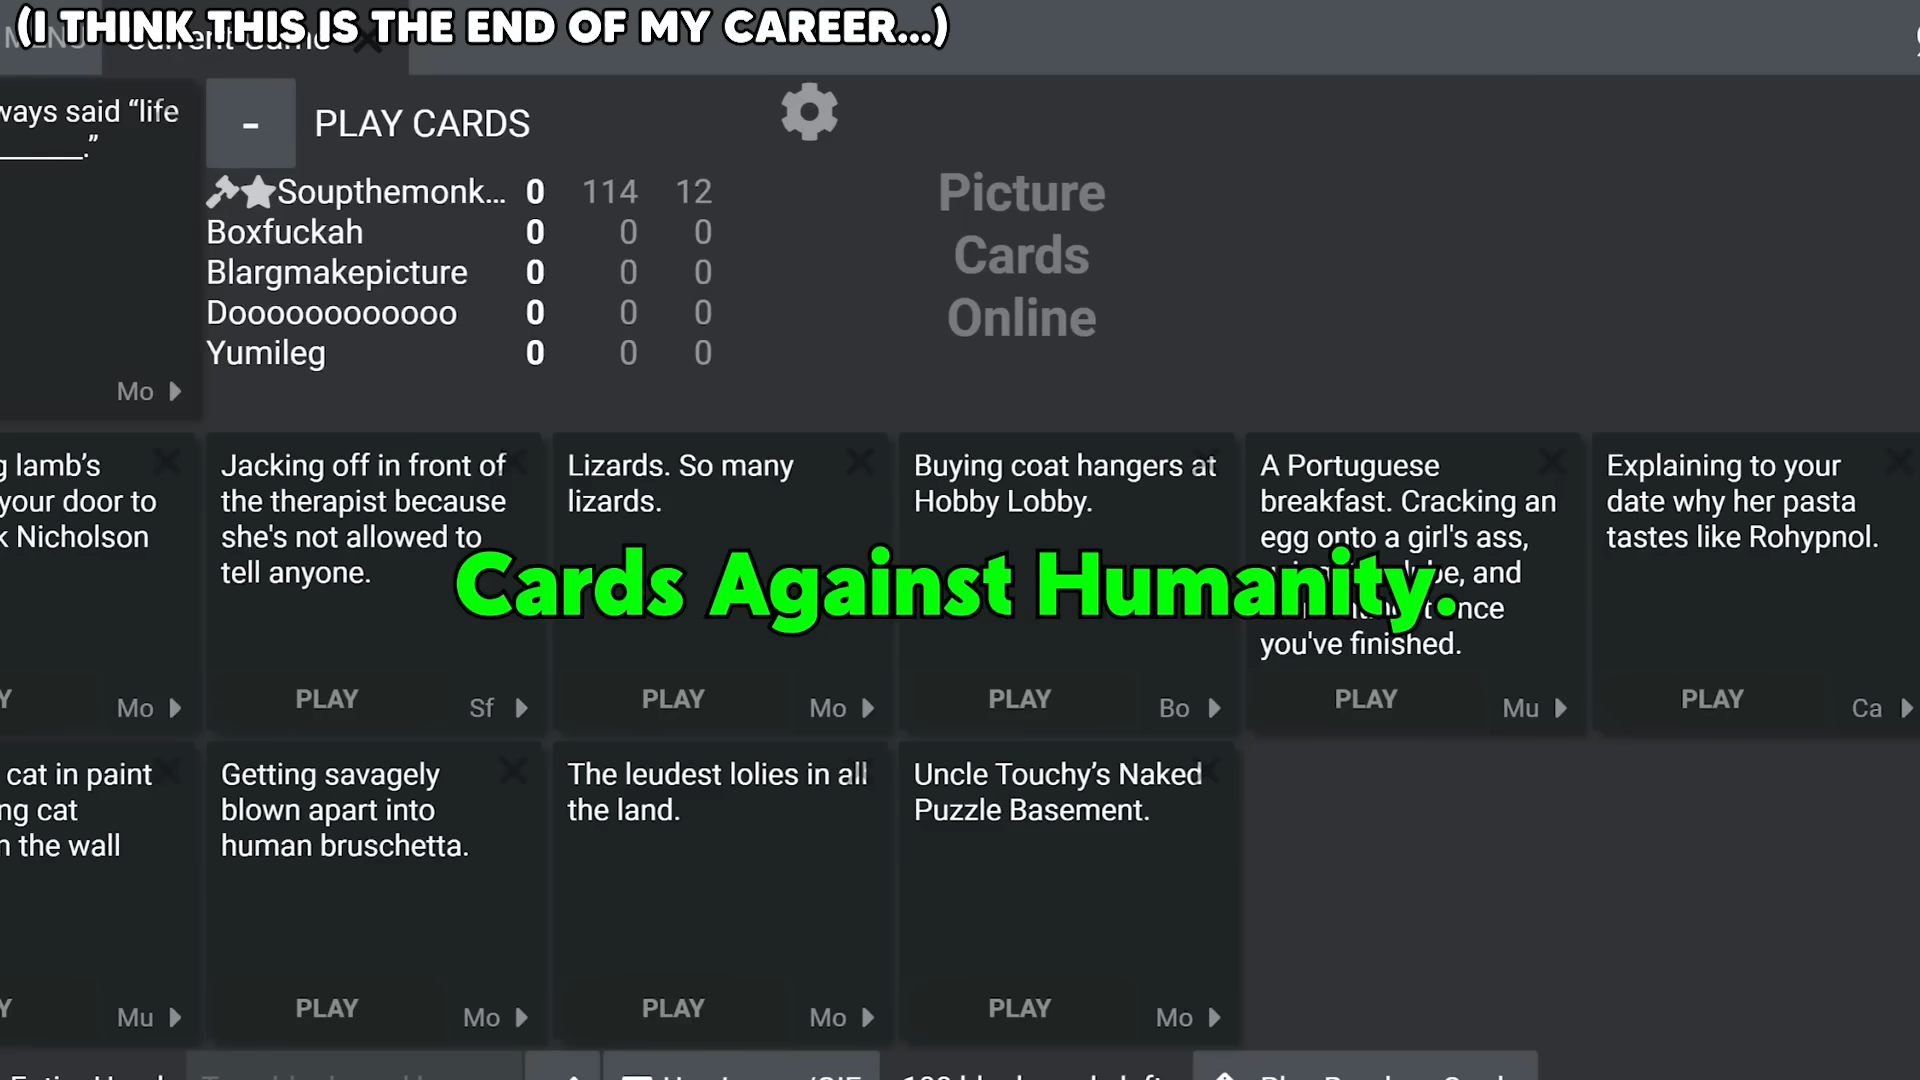 (I THINK THIS IS THE END OF MY CAREER...)
Current Game
ways said “life
________.”
Mo
-
PLAY CARDS
Soupthemonk... 0 114 12
Boxfuckah 0 0 0
Blargmakepicture 0 0 0
Doooooooooooo 0 0 0
Yumileg 0 0 0
Picture
Cards
Online
g lamb’s
your door to
k Nicholson
Mo
Jacking off in front of
the therapist because
she's not allowed to
tell anyone.
PLAY Sf
Lizards. So many
lizards.
PLAY Mo
Buying coat hangers at
Hobby Lobby.
PLAY Bo
A Portuguese
breakfast. Cracking an
egg onto a girl's ass,
and
you've finished.
PLAY Mu
Explaining to your
date why her pasta
tastes like Rohypnol.
PLAY Ca
Cards Against Humanity.
cat in paint
ng cat
n the wall
Mu
Getting savagely
blown apart into
human bruschetta.
PLAY Mo
The leudest lolies in all
the land.
PLAY Mo
Uncle Touchy’s Naked
Puzzle Basement.
PLAY Mo